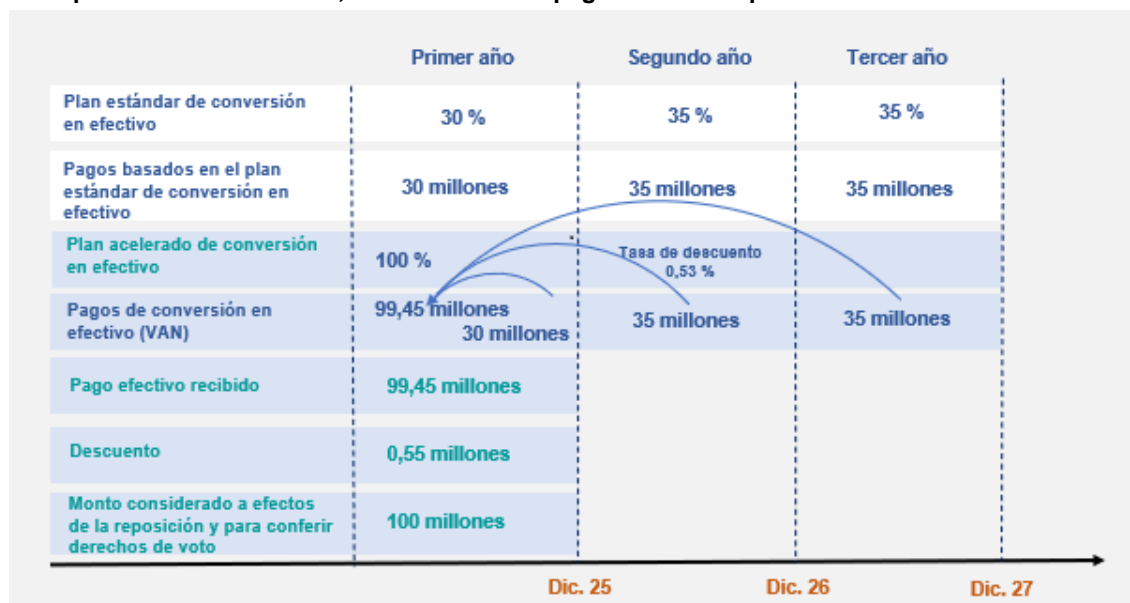 Primer año Segundo año Tercer año
Plan estándar de conversión
en efectivo
30 % 35 % 35 %
Pagos basados en el plan
estándar de conversión en
efectivo
30 millones 35 millones 35 millones
Plan acelerado de conversión
en efectivo
100 %
Tasa de descuento
0,53 %
Pagos de conversión en
efectivo (VAN)
99,45 millones
30 millones 35 millones 35 millones
Pago efectivo recibido 99,45 millones
Descuento 0,55 millones
Monto considerado a efectos
de la reposición y para conferir
derechos de voto
100 millones
Dic. 25 Dic. 26 Dic. 27